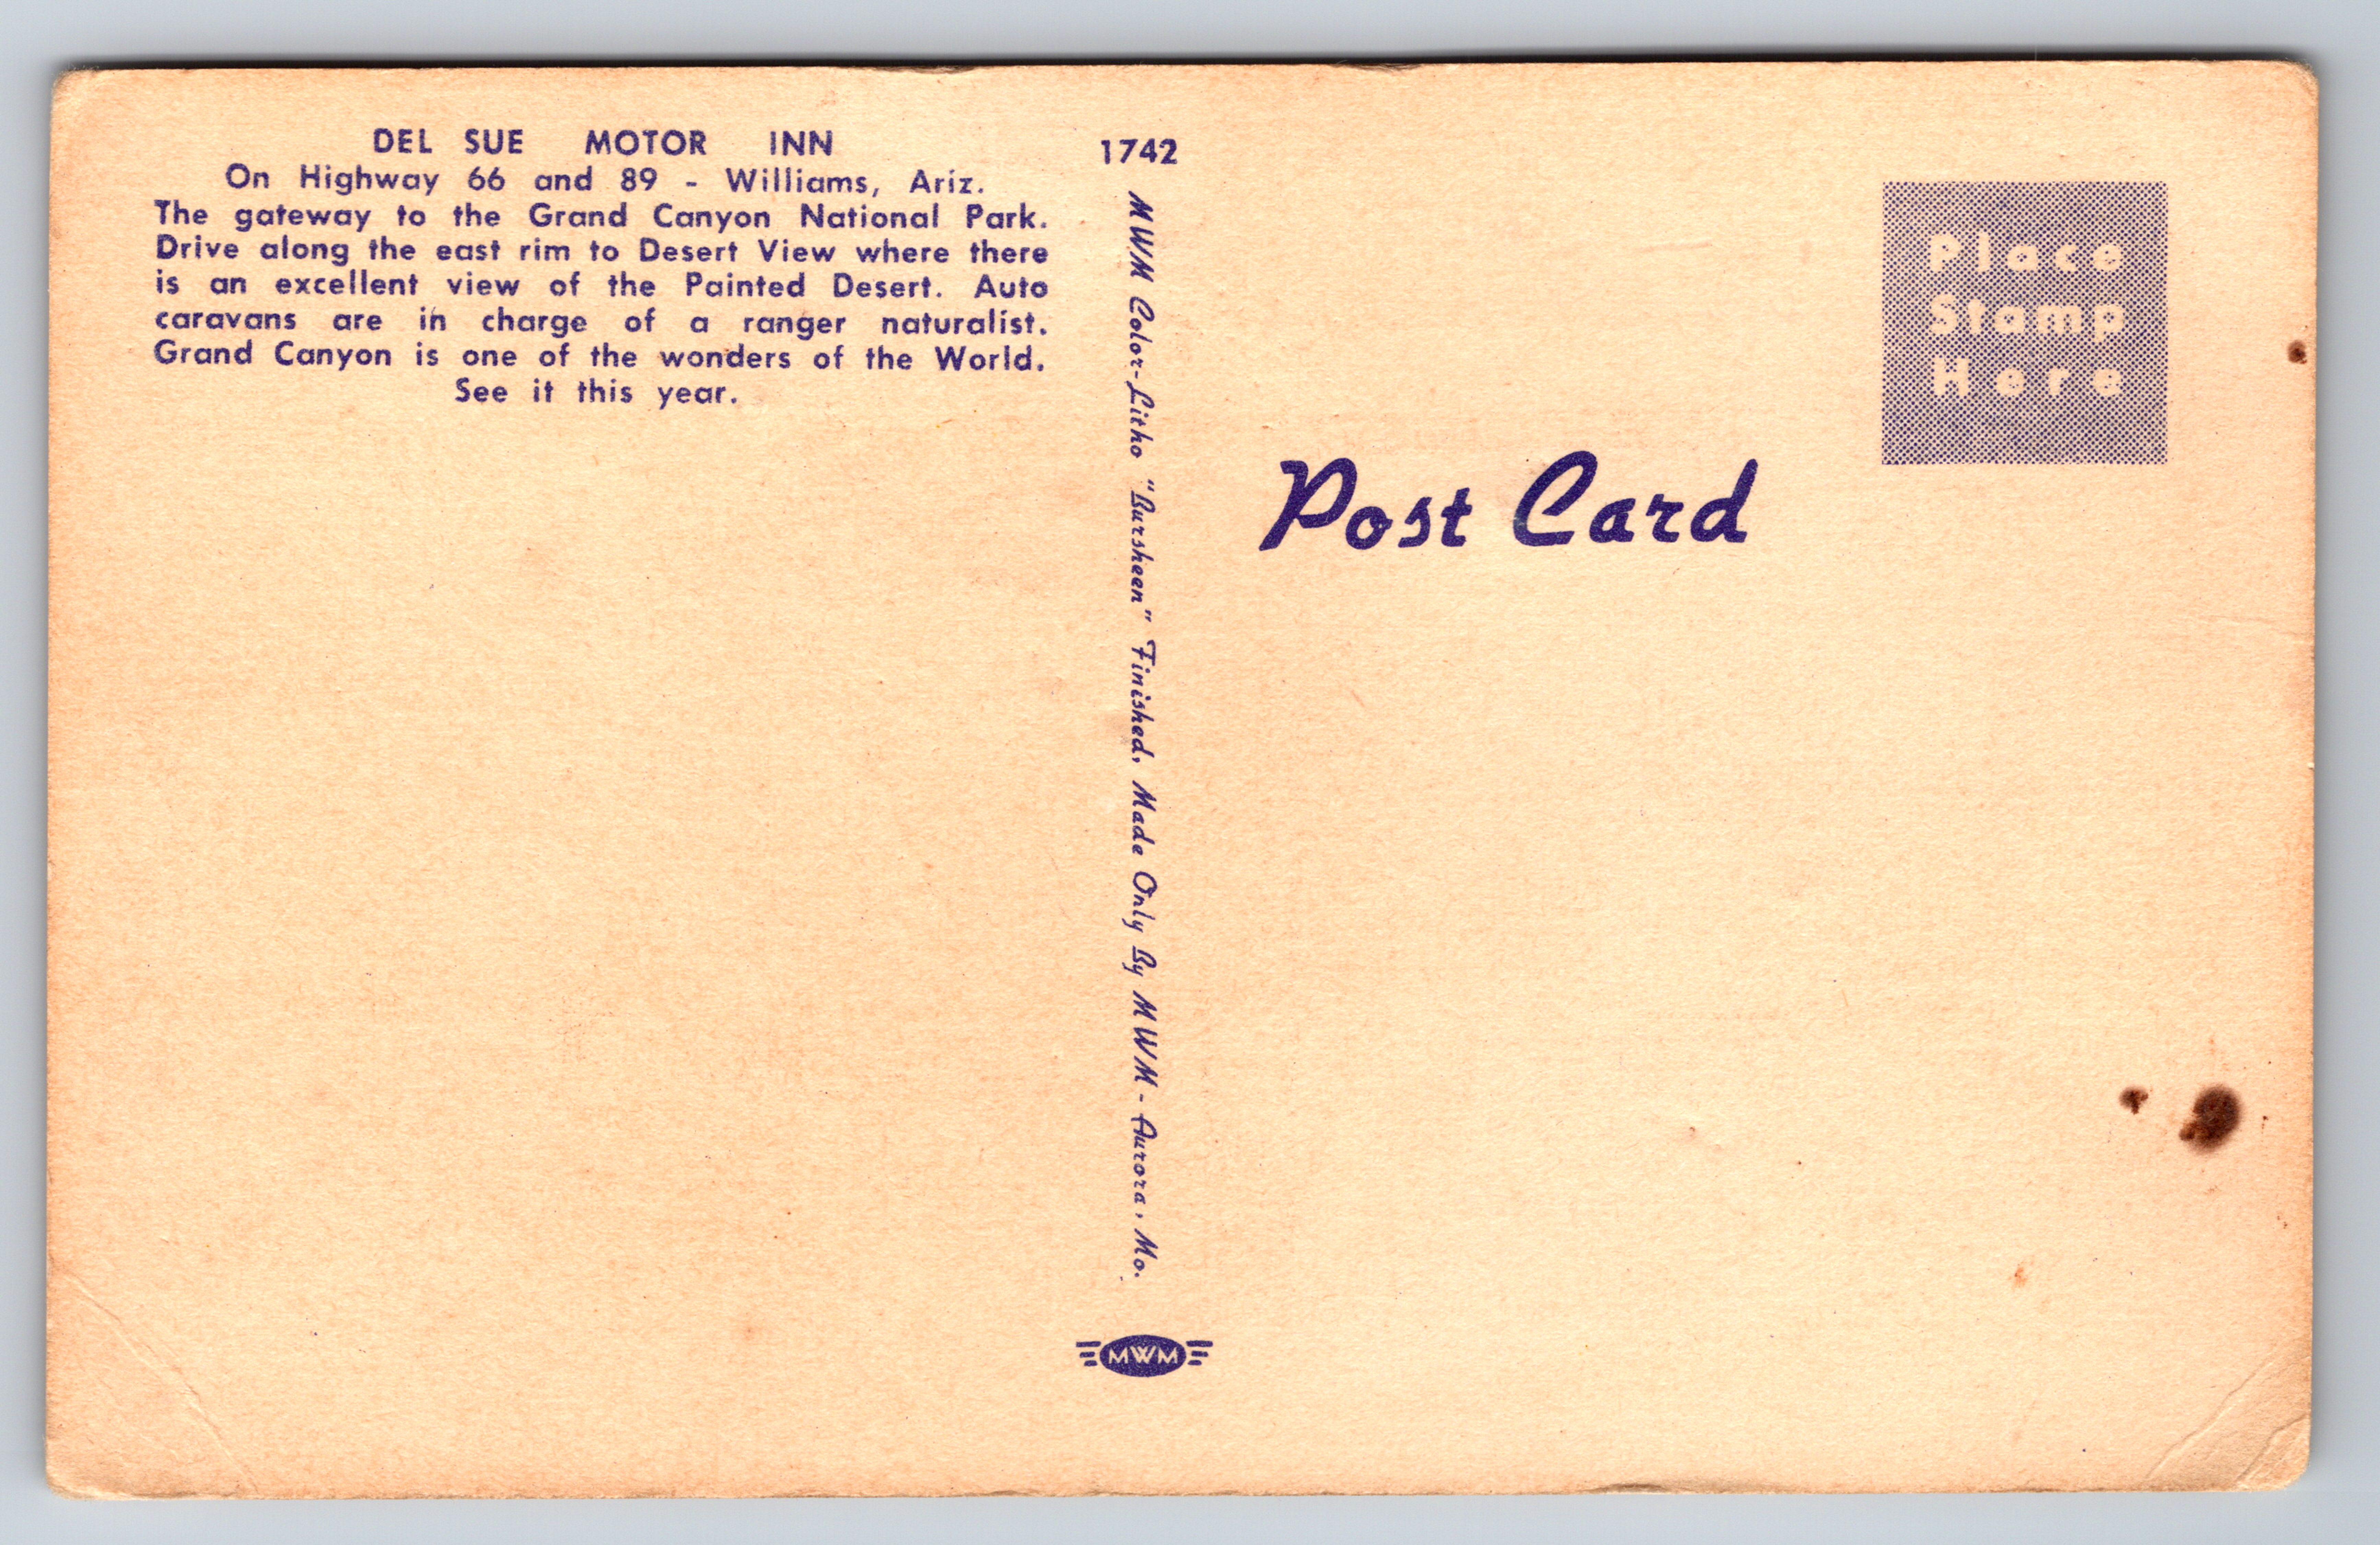 DEL SUE MOTOR INN
On Highway 66 and 89 - Williams, Ariz.
The gateway to the Grand Canyon National Park.
Drive along the east rim to Desert View where there
is an excellent view of the Painted Desert. Auto
caravans are in charge of a ranger naturalist.
Grand Canyon is one of the wonders of the World.
See it this year.
1742
MWM Color-Litho "Bursheen" Finished, Made Only By MWM - Aurora, Mo.
MWM
Place
Stamp
Here
Post Card